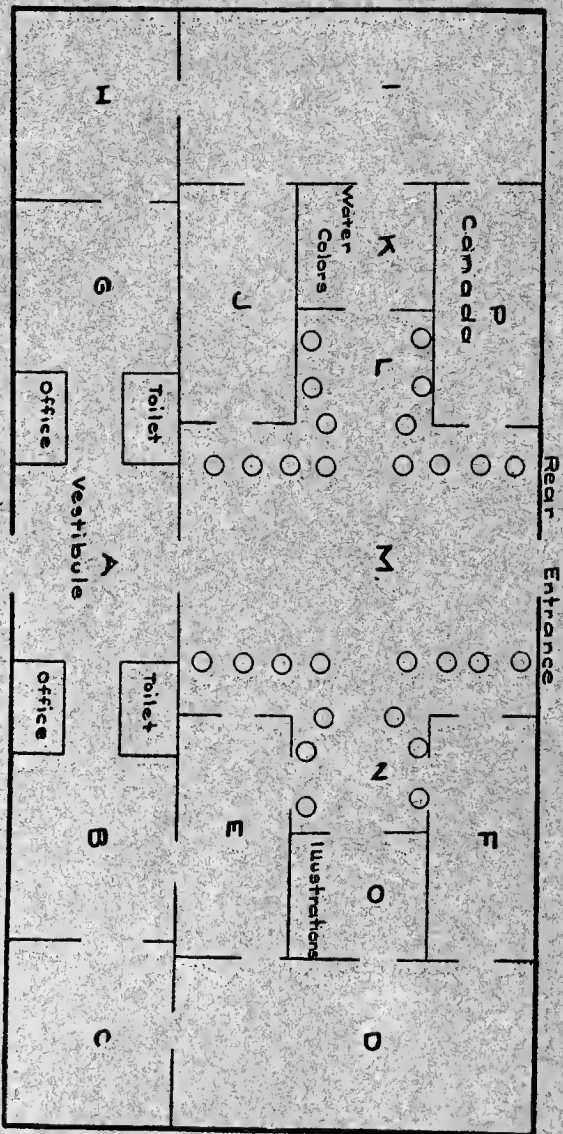 Rear Entrance
P
F
Canada
I
K
L
M.
N
O
D
Water
Colors
Illustrations
J
E
Toilet
Toilet
A
H
G
B
C
Vestibule
Office
Office